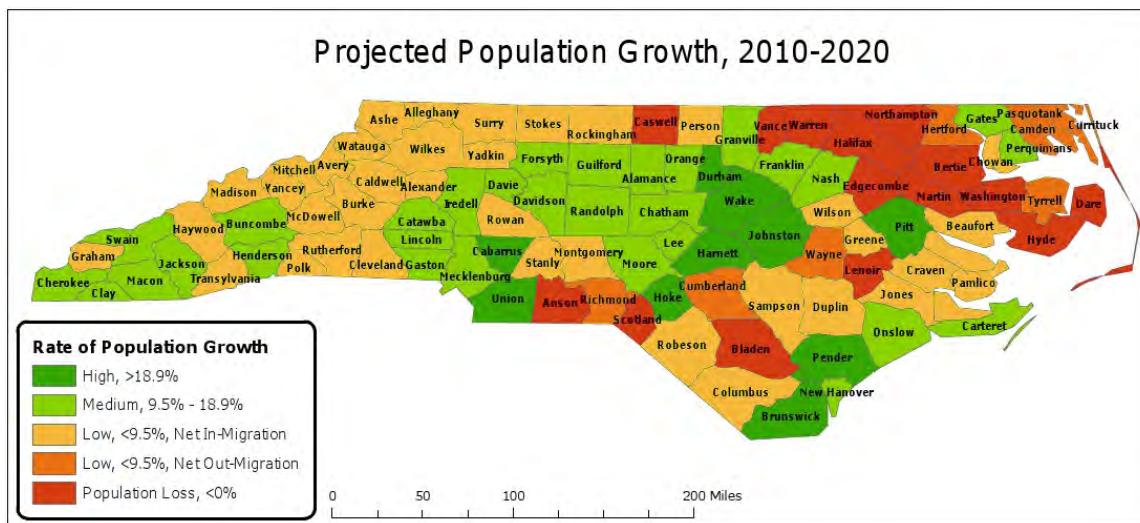 Projected Population Growth, 2010-2020
Ashe
Alleghany
Surry
Stokes
Rockingham
Caswell
Person
Granville
Vance
Warren
Northampton
Halifax
Hertford
Gates
Pasquotank
Camden
Currituck
Perquimans
Chowan
Bertie
Watauga
Wilkes
Yadkin
Forsyth
Guilford
Alamance
Orange
Durham
Franklin
Nash
Edgecombe
Martin
Washington
Tyrrell
Dare
Mitchell
Avery
Caldwell
Alexander
Iredell
Davie
Davidson
Randolph
Chatham
Wake
Wilson
Pitt
Beaufort
Hyde
Madison
Yancey
McDowell
Burke
Catawba
Rowan
Lee
Johnston
Greene
Swain
Haywood
Buncombe
Rutherford
Lincoln
Cabarrus
Stanly
Montgomery
Moore
Harnett
Wayne
Lenoir
Craven
Pamlico
Graham
Jackson
Henderson
Polk
Cleveland
Gaston
Mecklenburg
Cherokee
Clay
Macon
Transylvania
Union
Anson
Richmond
Scotland
Hoke
Cumberland
Sampson
Duplin
Jones
Onslow
Carteret
Robeson
Bladen
Pender
Columbus
New Hanover
Brunswick
Rate of Population Growth
High, >18.9%
Medium, 9.5% - 18.9%
Low, <9.5%, Net In-Migration
Low, <9.5%, Net Out-Migration
Population Loss, <0%
0 50 100 200 Miles